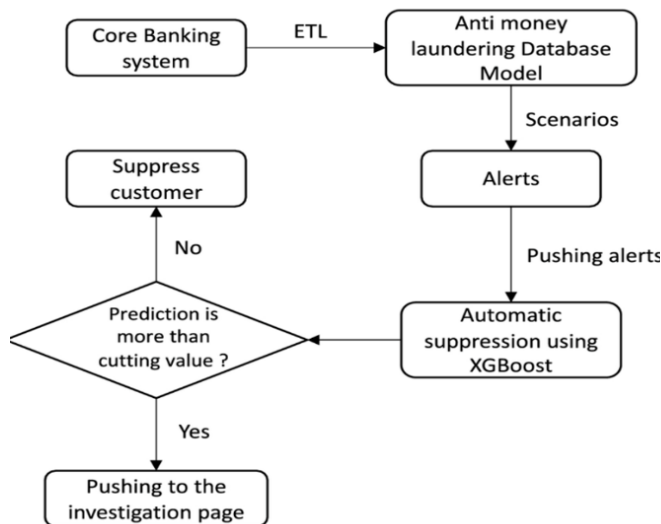 Core Banking
system
ETL
Anti money
laundering Database
Model
Scenarios
Suppress
customer
Alerts
No
Pushing alerts
Prediction is
more than
cutting value ?
Automatic
suppression using
XGBoost
Yes
Pushing to the
investigation page